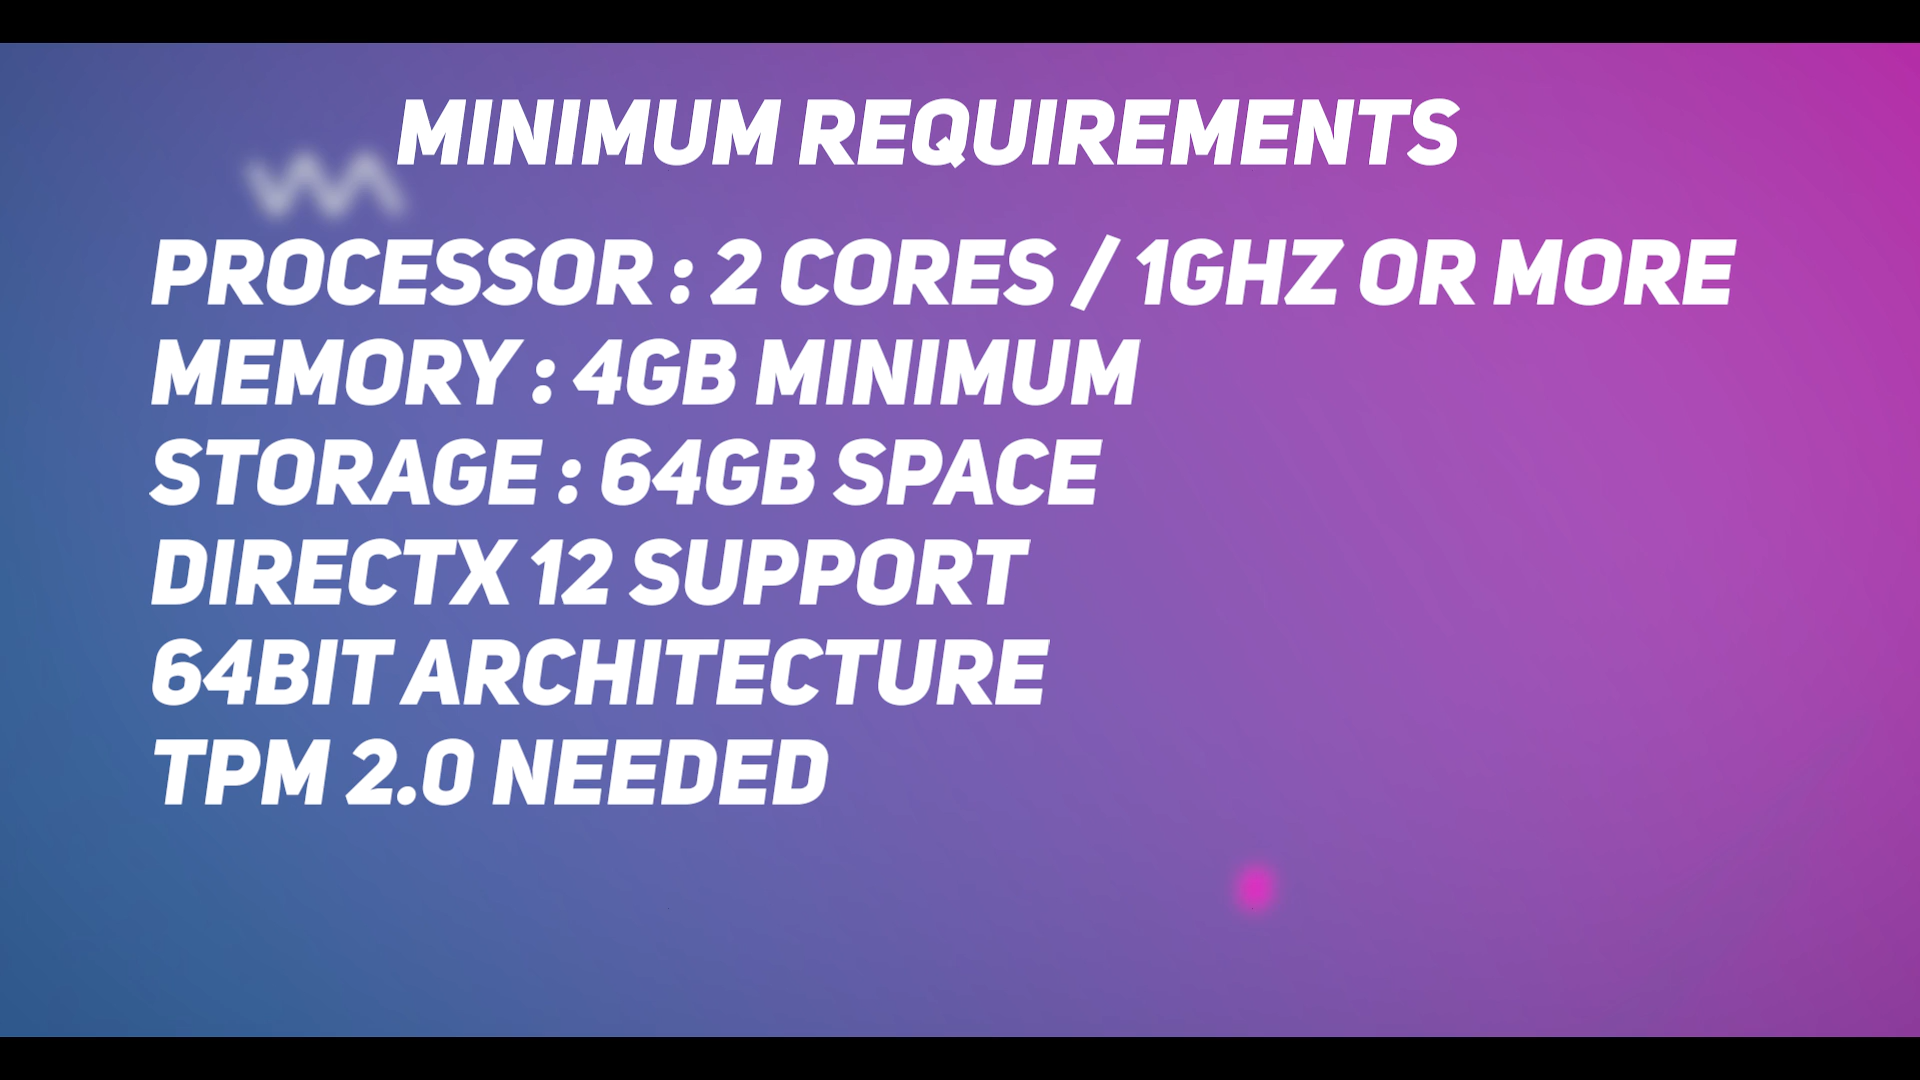 MINIMUM REQUIREMENTS
PROCESSOR : 2 CORES / 1GHZ OR MORE
MEMORY : 4GB MINIMUM
STORAGE : 64GB SPACE
DIRECTX 12 SUPPORT
64BIT ARCHITECTURE
TPM 2.0 NEEDED